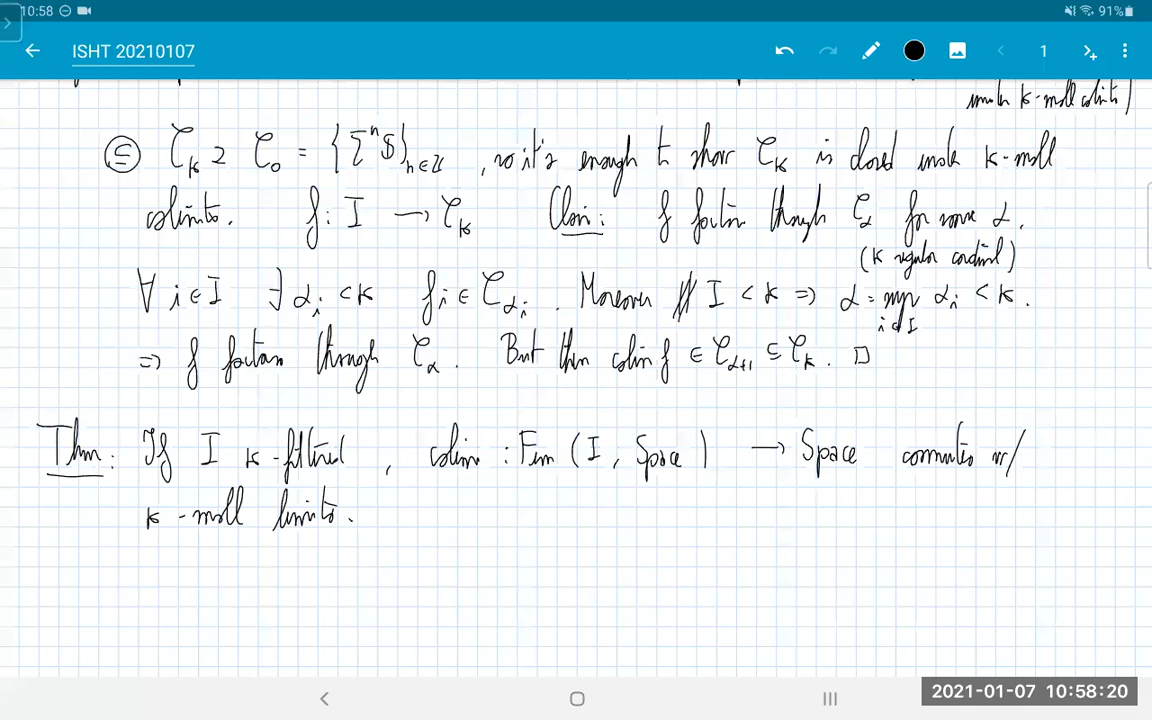 10:58
91%
ISHT 20210107
1
under κ-small colimits)
⊆ 𝒞_κ ⊇ 𝒞_0 = {Σ^n 𝕊}_{n∈ℤ}, so it's enough to show 𝒞_κ is closed under κ-small
colimits. f: I → 𝒞_κ Claim: f factors through 𝒞_α for some α.
(κ regular cardinal)
∀ i ∈ I ∃ α_i < κ f_i ∈ 𝒞_{α_i}. Moreover # I < κ ⇒ α = sup_{i∈I} α_i < κ.
⇒ f factors through 𝒞_α. But then colim f ∈ 𝒞_{α+1} ⊆ 𝒞_κ. □
Thm: If I κ-filtered, colim : Fun (I, Space) → Space commutes w/
κ-small limits.
2021-01-07 10:58:20